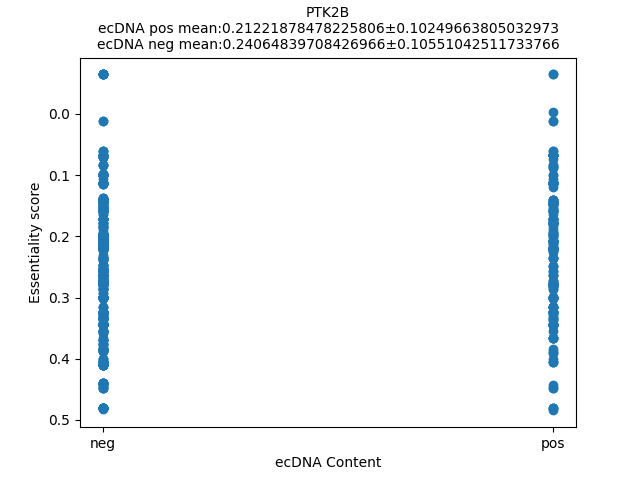 PTK2B
ecDNA pos mean:0.21221878478225806±0.10249663805032973
ecDNA neg mean:0.24064839708426966±0.10551042511733766
0.0
0.1
0.2
0.3
0.4
0.5
Essentiality score
neg
pos
ecDNA Content